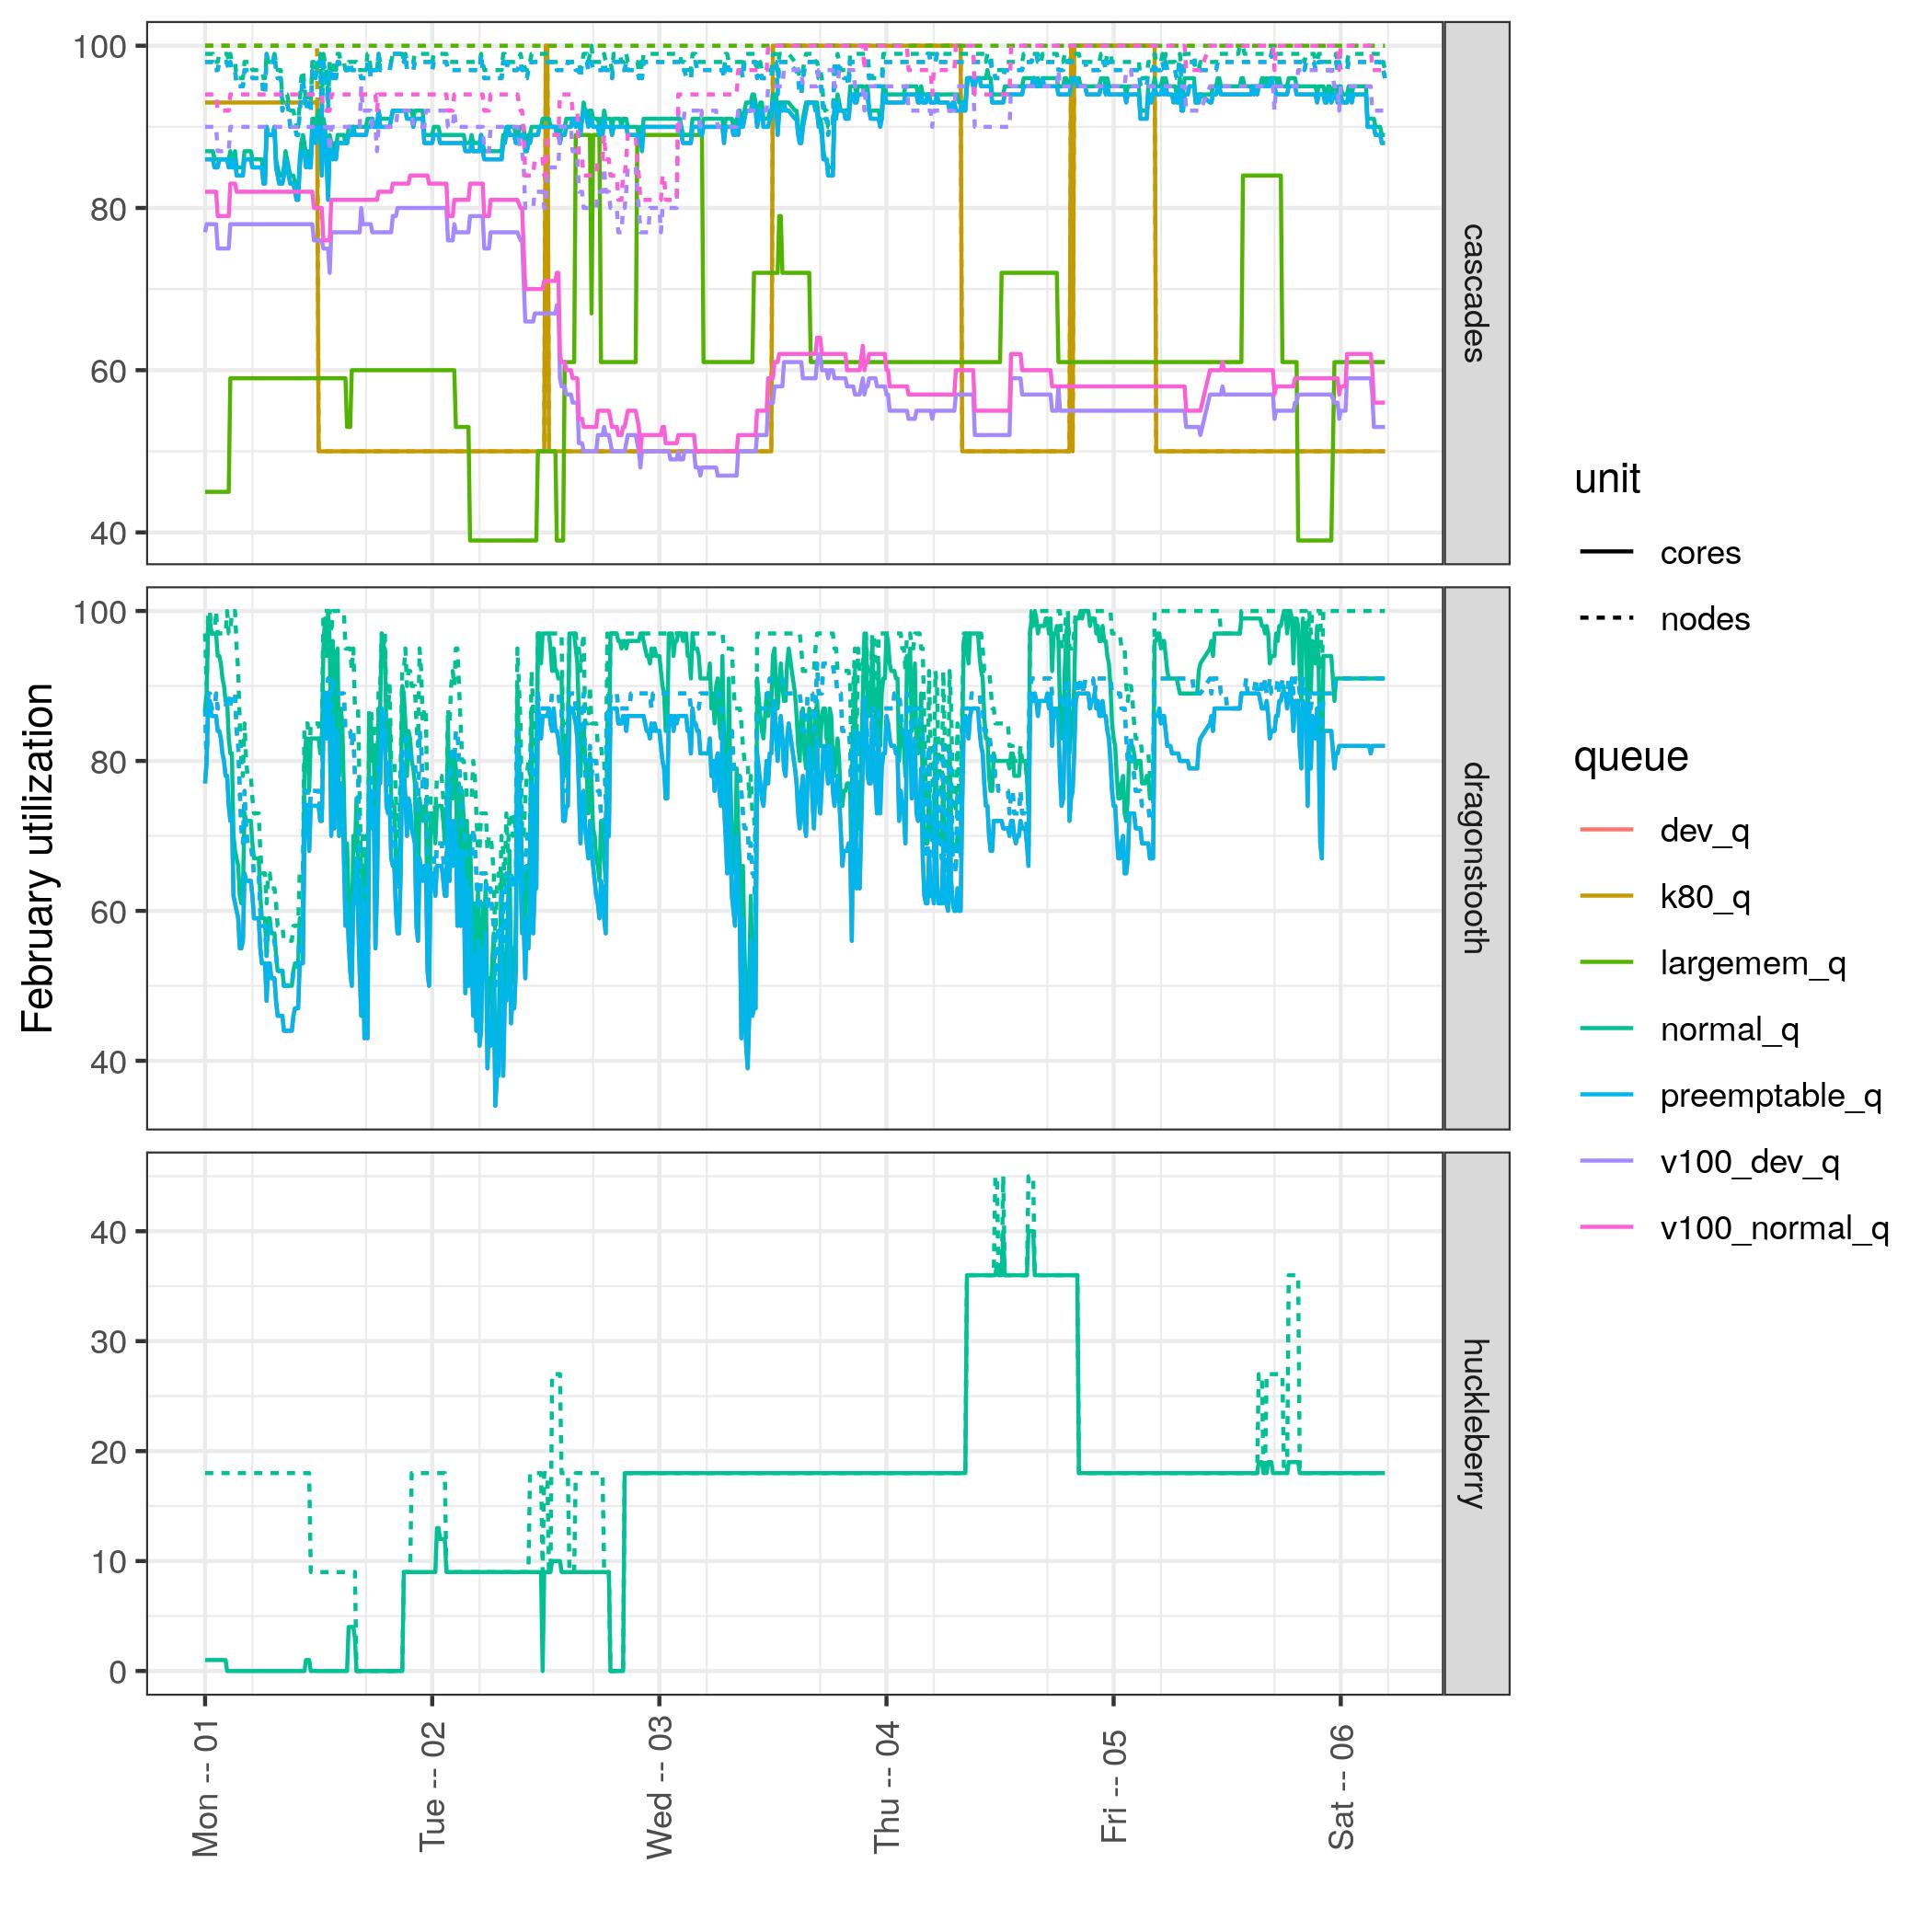 February utilization
100
80
60
40
cascades
100
80
60
40
dragonstooth
40
30
20
10
0
huckleberry
Mon -- 01
Tue -- 02
Wed -- 03
Thu -- 04
Fri -- 05
Sat -- 06
unit
cores
nodes
queue
dev_q
k80_q
largemem_q
normal_q
preemptable_q
v100_dev_q
v100_normal_q